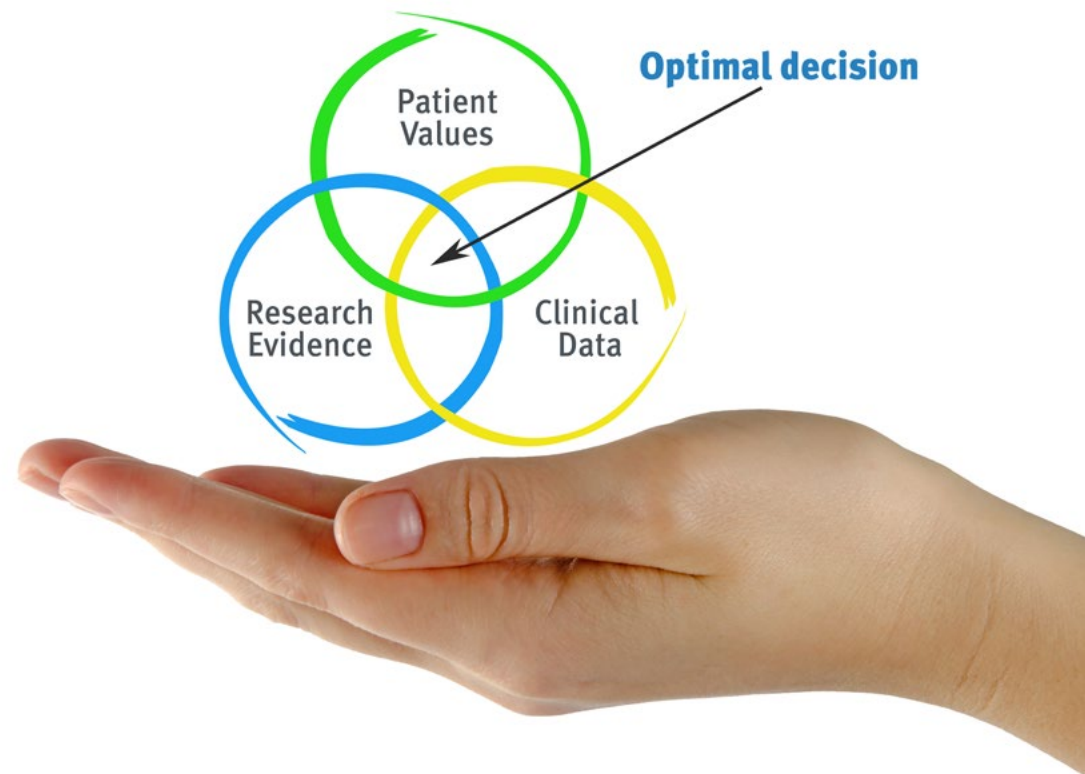 Optimal decision
Patient
Values
Research
Evidence
Clinical
Data